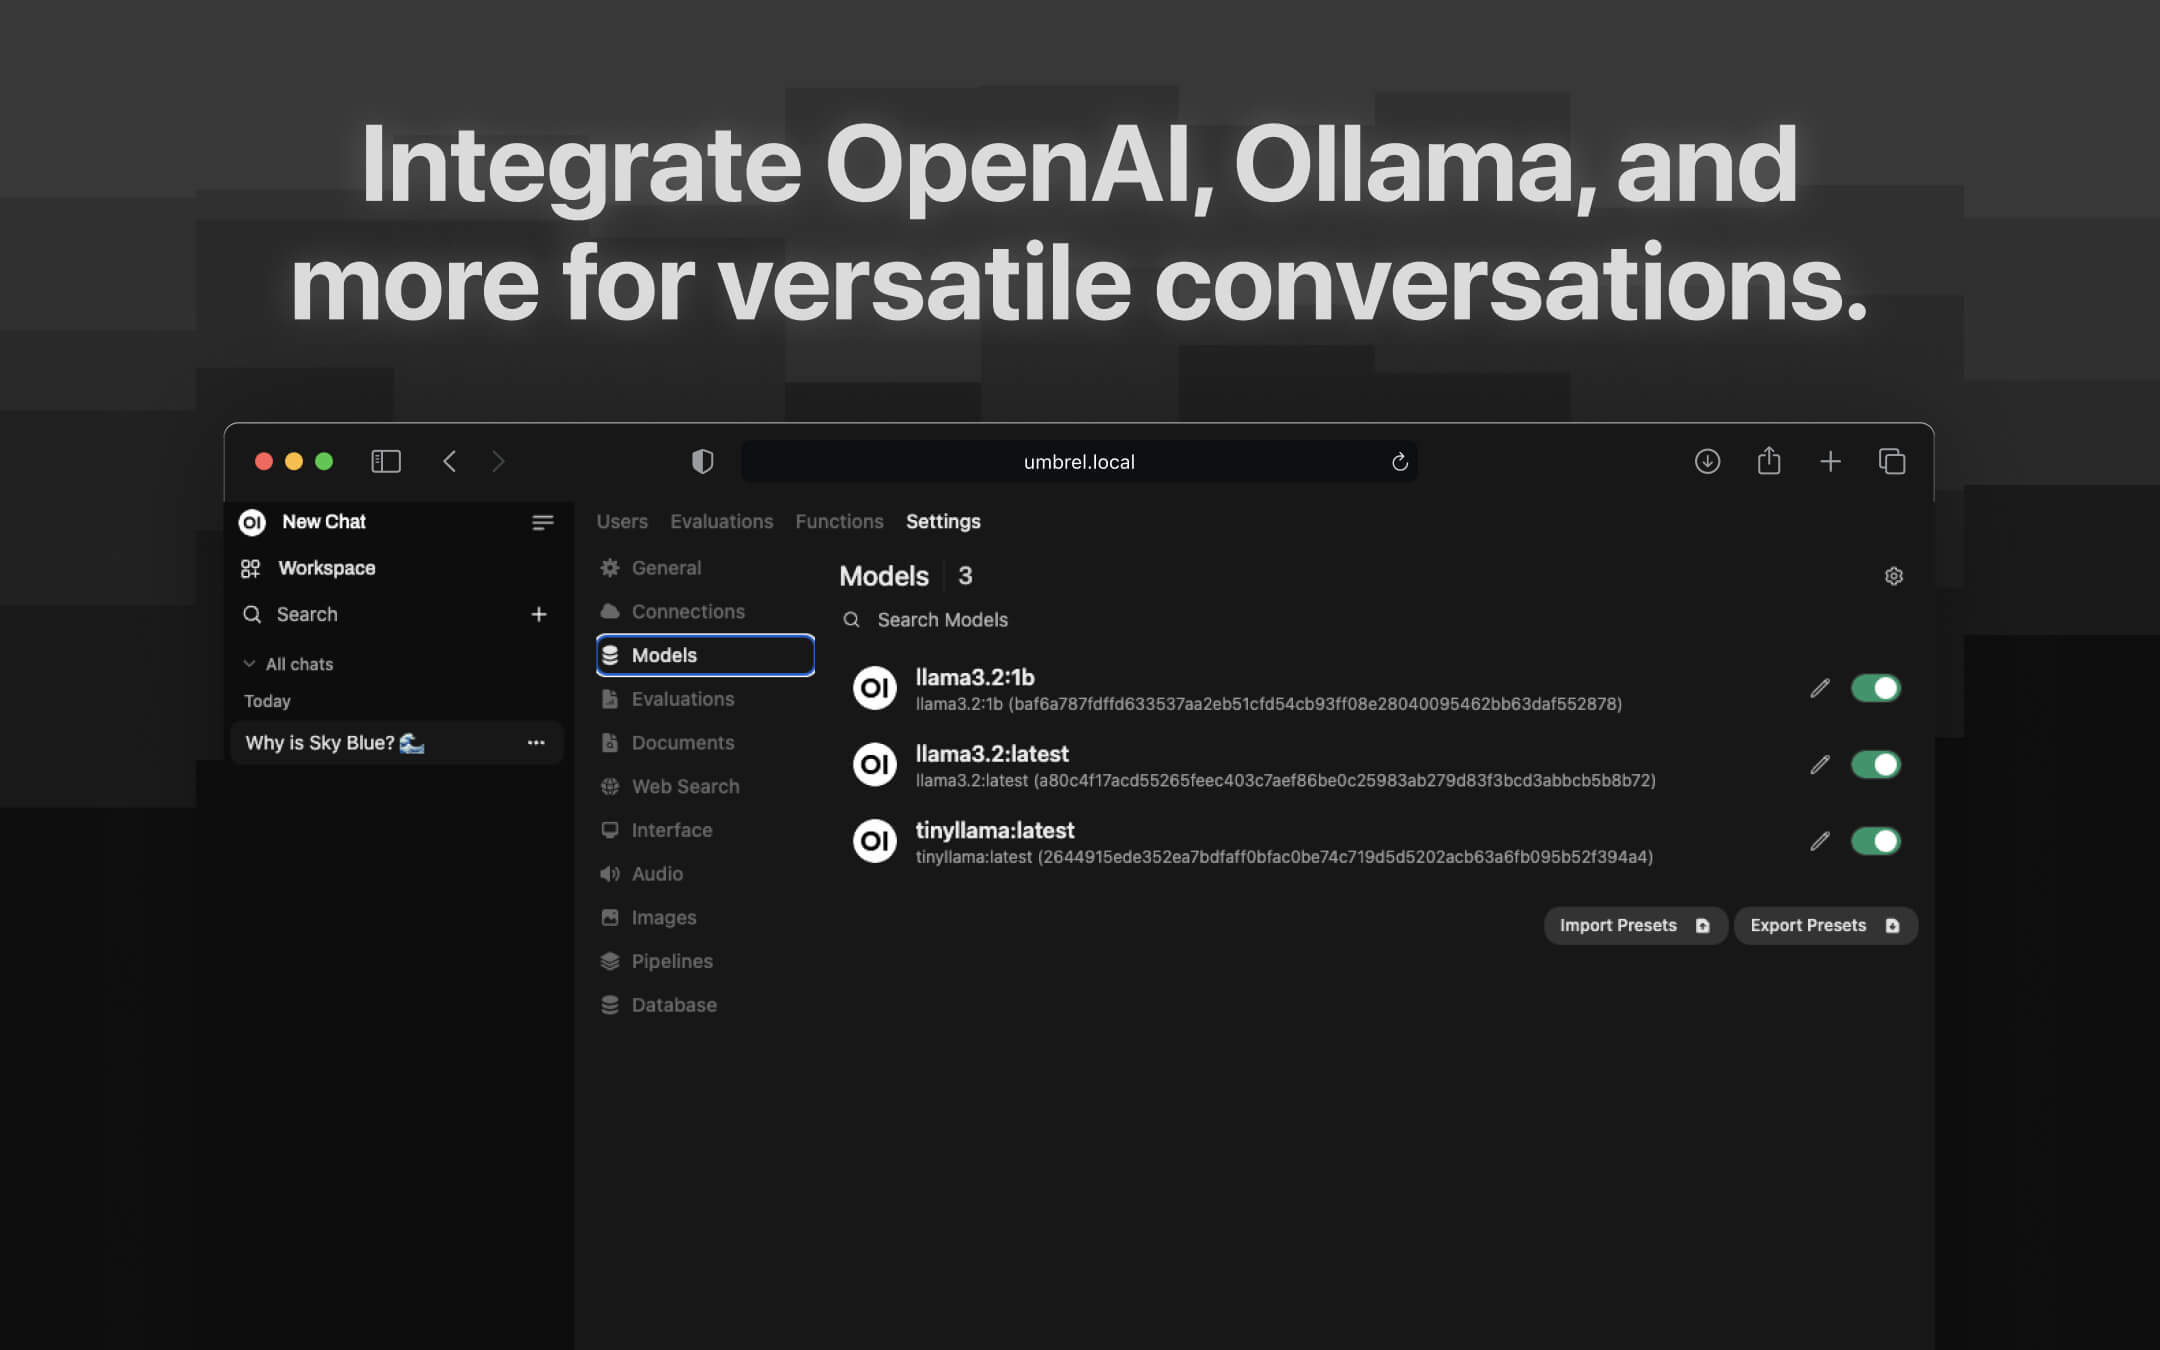 Integrate OpenAI, Ollama, and
more for versatile conversations.
umbrel.local
OI New Chat
Workspace
Search
All chats
Today
Why is Sky Blue? 🌊
Users Evaluations Functions Settings
General
Connections
Models
Evaluations
Documents
Web Search
Interface
Audio
Images
Pipelines
Database
Models 3
Search Models
OI llama3.2:1b
llama3.2:1b (baf6a787fdffd633537aa2eb51cfd54cb93ff08e28040095462bb63daf552878)
OI llama3.2:latest
llama3.2:latest (a80c4f17acd55265feec403c7aef86be0c25983ab279d83f3bcd3abbcb5b8b72)
OI tinyllama:latest
tinyllama:latest (2644915ede352ea7bdfaff0bfac0be74c719d5d5202acb63a6fb095b52f394a4)
Import Presets Export Presets